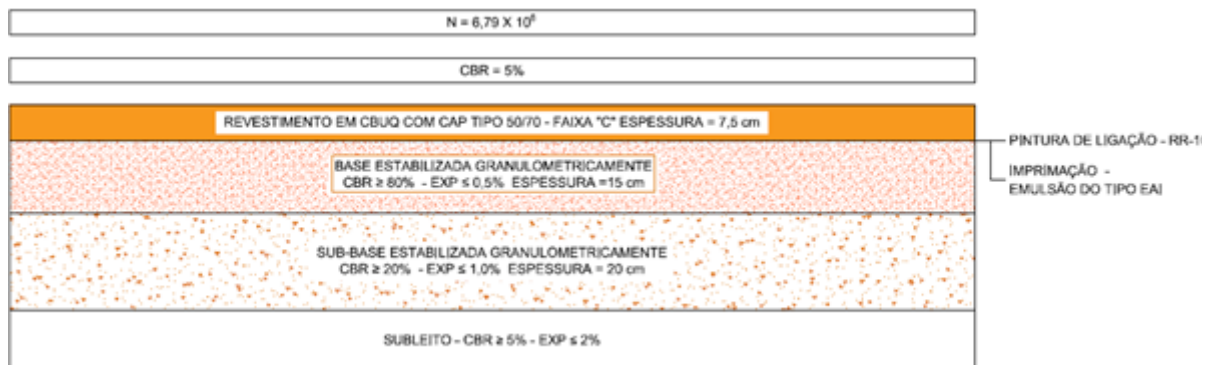 N = 6,79 X 10⁶
CBR = 5%
REVESTIMENTO EM CBUQ COM CAP TIPO 50/70 - FAIXA "C" ESPESSURA = 7,5 cm
PINTURA DE LIGAÇÃO - RR-1
BASE ESTABILIZADA GRANULOMETRICAMENTE
CBR ≥ 80% - EXP ≤ 0,5% ESPESSURA =15 cm
IMPRIMAÇÃO -
EMULSÃO DO TIPO EAI
SUB-BASE ESTABILIZADA GRANULOMETRICAMENTE
CBR ≥ 20% - EXP ≤ 1,0% ESPESSURA = 20 cm
SUBLEITO - CBR ≥ 5% - EXP ≤ 2%